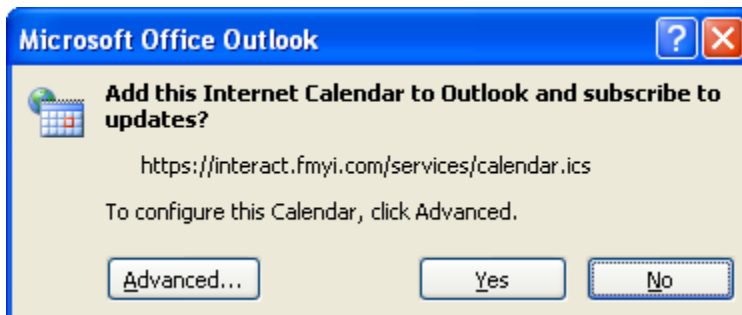 Microsoft Office Outlook
Add this Internet Calendar to Outlook and subscribe to
updates?
https://interact.fmyi.com/services/calendar.ics
To configure this Calendar, click Advanced.
Advanced... Yes No